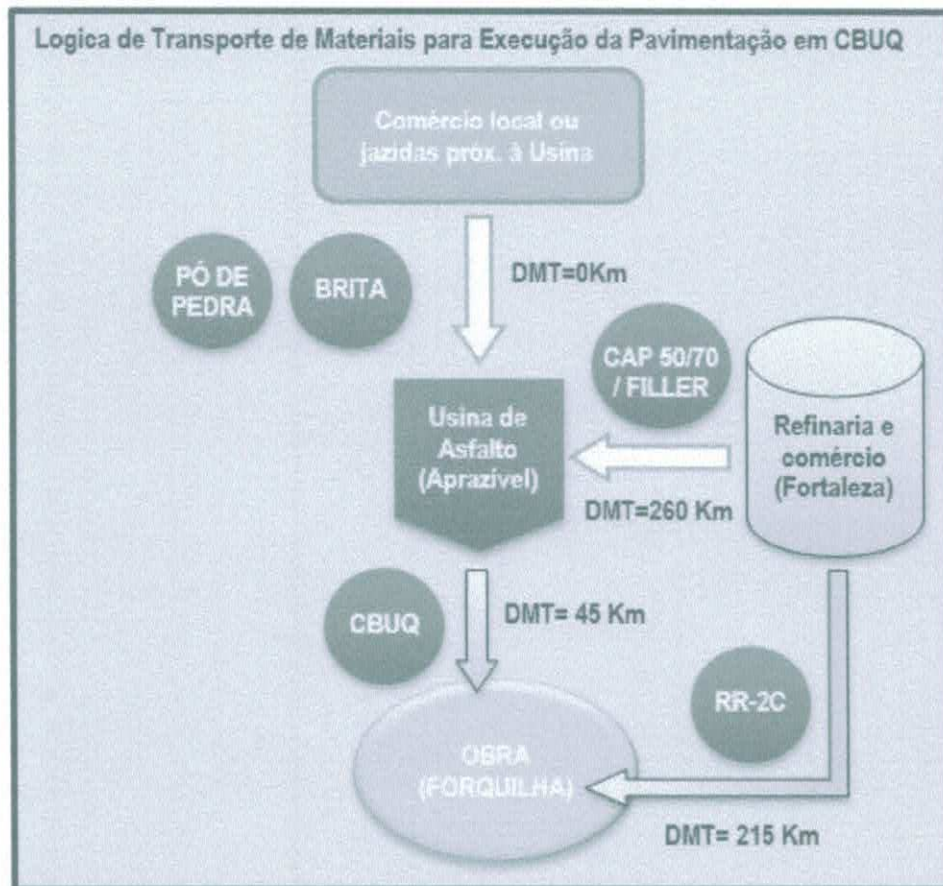 Logica de Transporte de Materiais para Execução da Pavimentação em CBUQ
Comércio local ou
jazidas próx. à Usina
PÓ DE
PEDRA
BRITA
DMT=0Km
CAP 50/70
/ FILLER
Usina de
Asfalto
(Aprazível)
Refinaria e
comércio
(Fortaleza)
DMT=260 Km
CBUQ
DMT= 45 Km
RR-2C
OBRA
(FORQUILHA)
DMT= 215 Km